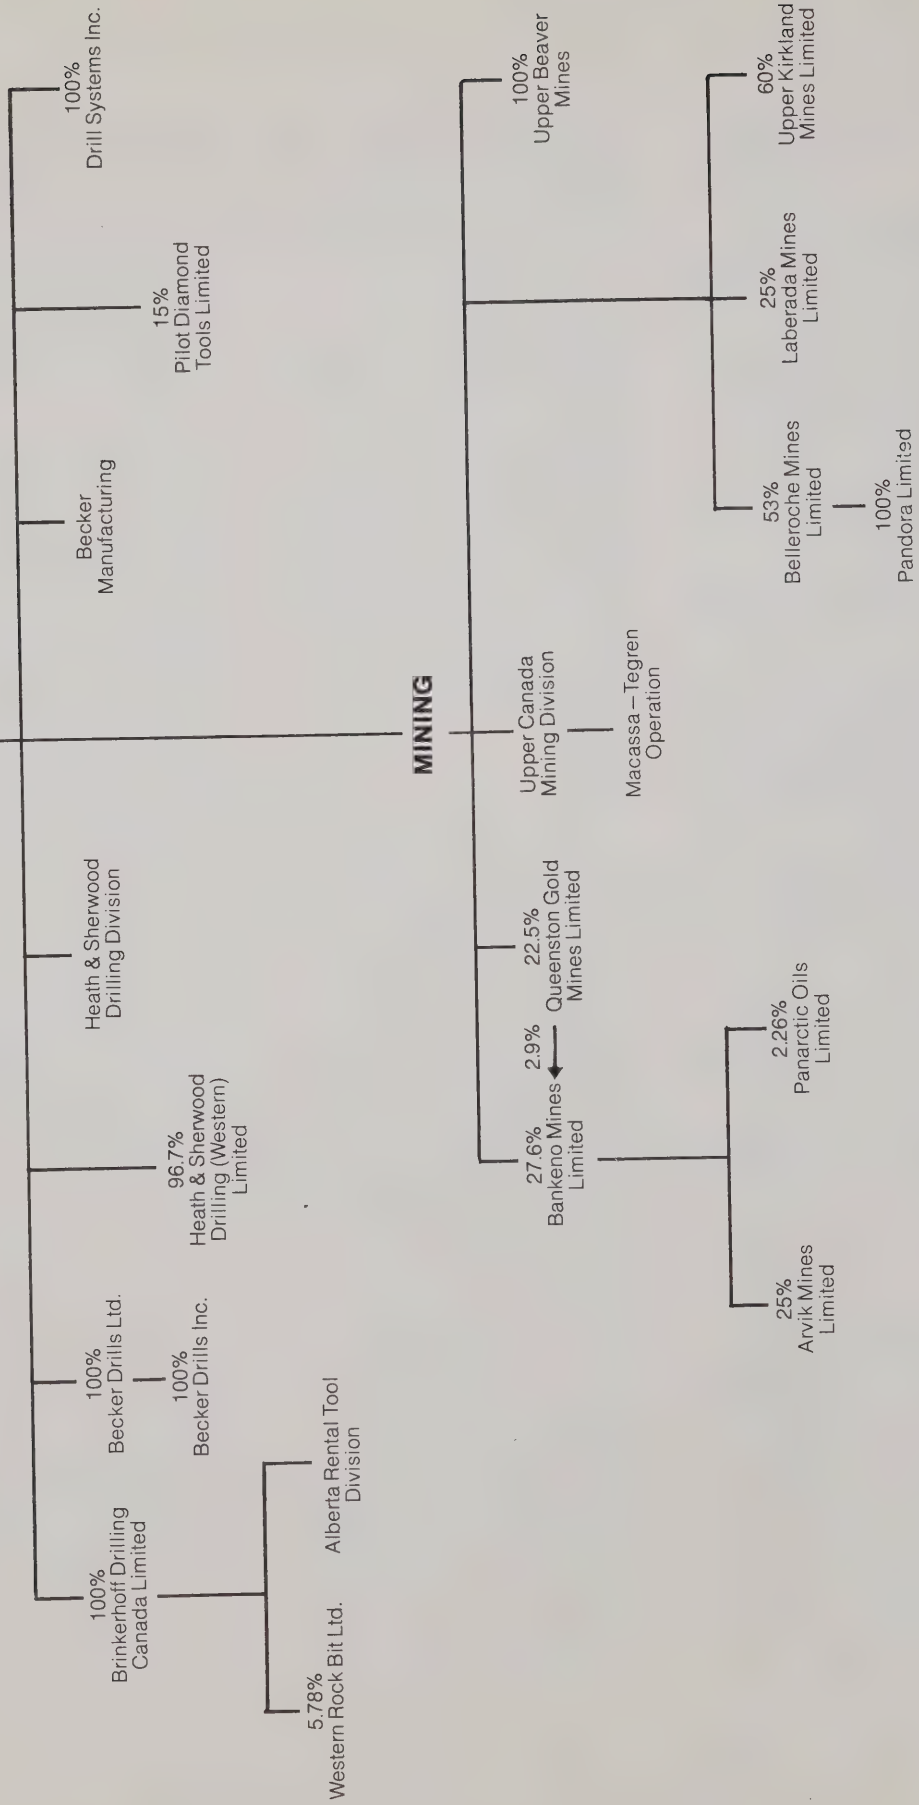 100%
Brinkerhoff Drilling
Canada Limited
5.78%
Western Rock Bit Ltd.
Alberta Rental Tool
Division
100%
Becker Drills Ltd.
100%
Becker Drills Inc.
96.7%
Heath & Sherwood
Drilling (Western)
Limited
Heath & Sherwood
Drilling Division
Becker
Manufacturing
15%
Pilot Diamond
Tools Limited
100%
Drill Systems Inc.
MINING
27.6%
Bankeno Mines
Limited
2.9%
22.5%
Queenston Gold
Mines Limited
25%
Arvik Mines
Limited
2.26%
Panarctic Oils
Limited
Upper Canada
Mining Division
Macassa – Tegren
Operation
100%
Upper Beaver
Mines
53%
Belleroche Mines
Limited
100%
Pandora Limited
25%
Laberada Mines
Limited
60%
Upper Kirkland
Mines Limited